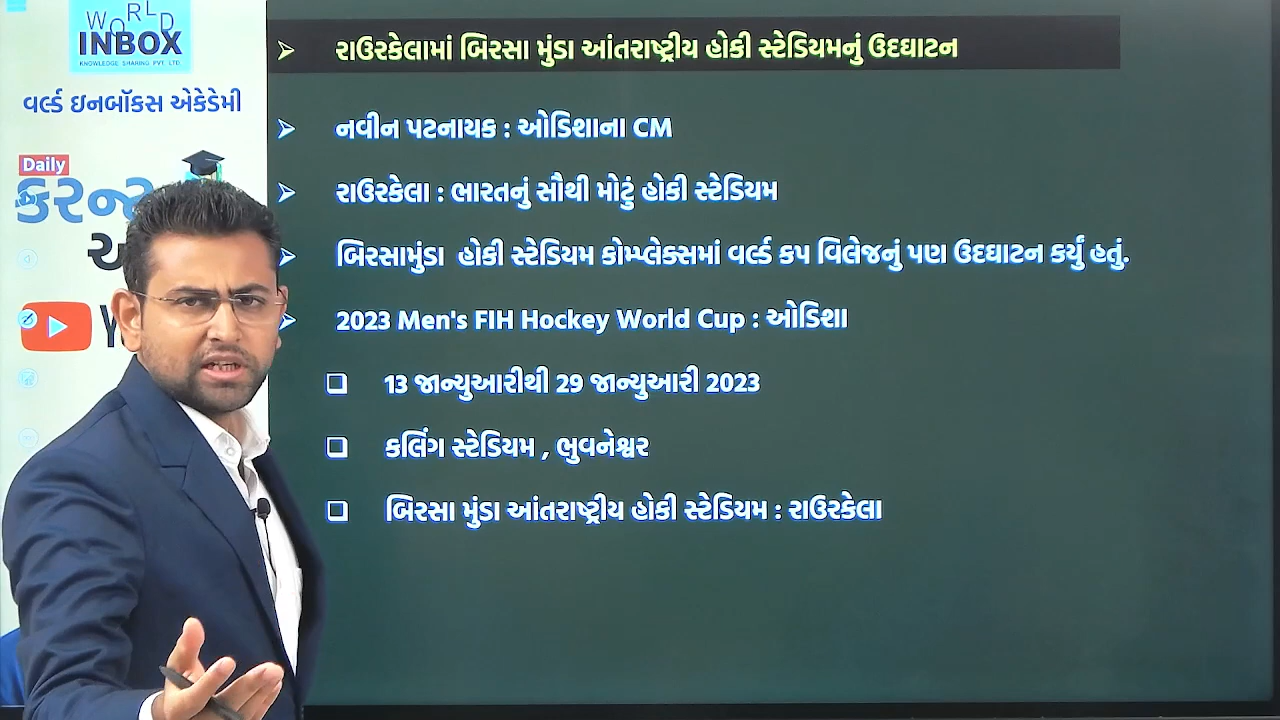 WORLD
INBOX
KNOWLEDGE SHARING PVT. LTD.
વર્લ્ડ ઇનબૉકસ એકેડેમી
Daily
કરન્ટ
➢ રાઉરકેલામાં બિરસા મુંડા આંતરાષ્ટ્રીય હોકી સ્ટેડિયમનું ઉદઘાટન
➢ નવીન પટનાયક : ઓડિશાના CM
➢ રાઉરકેલા : ભારતનું સૌથી મોટું હોકી સ્ટેડિયમ
➢ બિરસામુંડા હોકી સ્ટેડિયમ કોમ્પ્લેક્સમાં વર્લ્ડ કપ વિલેજનું પણ ઉદઘાટન કર્યું હતું.
➢ 2023 Men's FIH Hockey World Cup : ઓડિશા
❑ 13 જાન્યુઆરીથી 29 જાન્યુઆરી 2023
❑ કલિંગ સ્ટેડિયમ , ભુવનેશ્વર
❑ બિરસા મુંડા આંતરાષ્ટ્રીય હોકી સ્ટેડિયમ : રાઉરકેલા